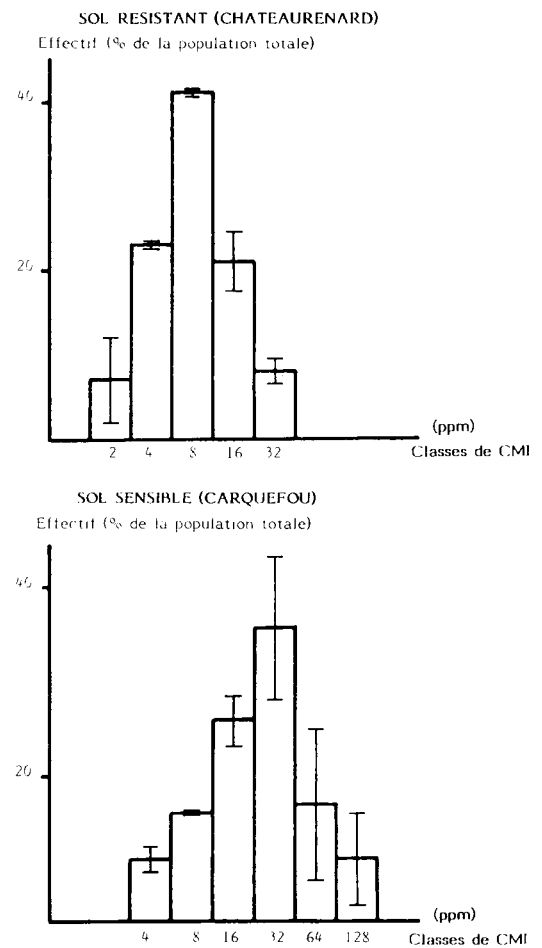 SOL RESISTANT (CHATEAURENARD)
Effectif (% de la population totale)
40
20
2 4 8 16 32
(ppm)
Classes de CMI
SOL SENSIBLE (CARQUEFOU)
Effectif (% de la population totale)
40
20
4 8 16 32 64 128
(ppm)
Classes de CMI